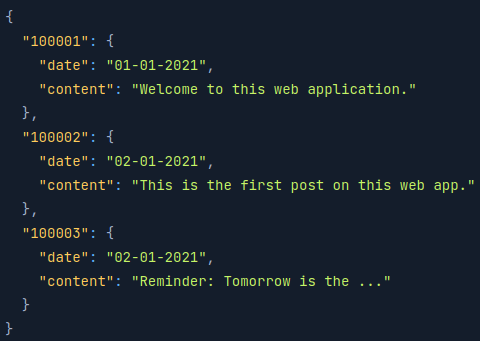 {
  "100001": {
    "date": "01-01-2021",
    "content": "Welcome to this web application."
  },
  "100002": {
    "date": "02-01-2021",
    "content": "This is the first post on this web app."
  },
  "100003": {
    "date": "02-01-2021",
    "content": "Reminder: Tomorrow is the ..."
  }
}